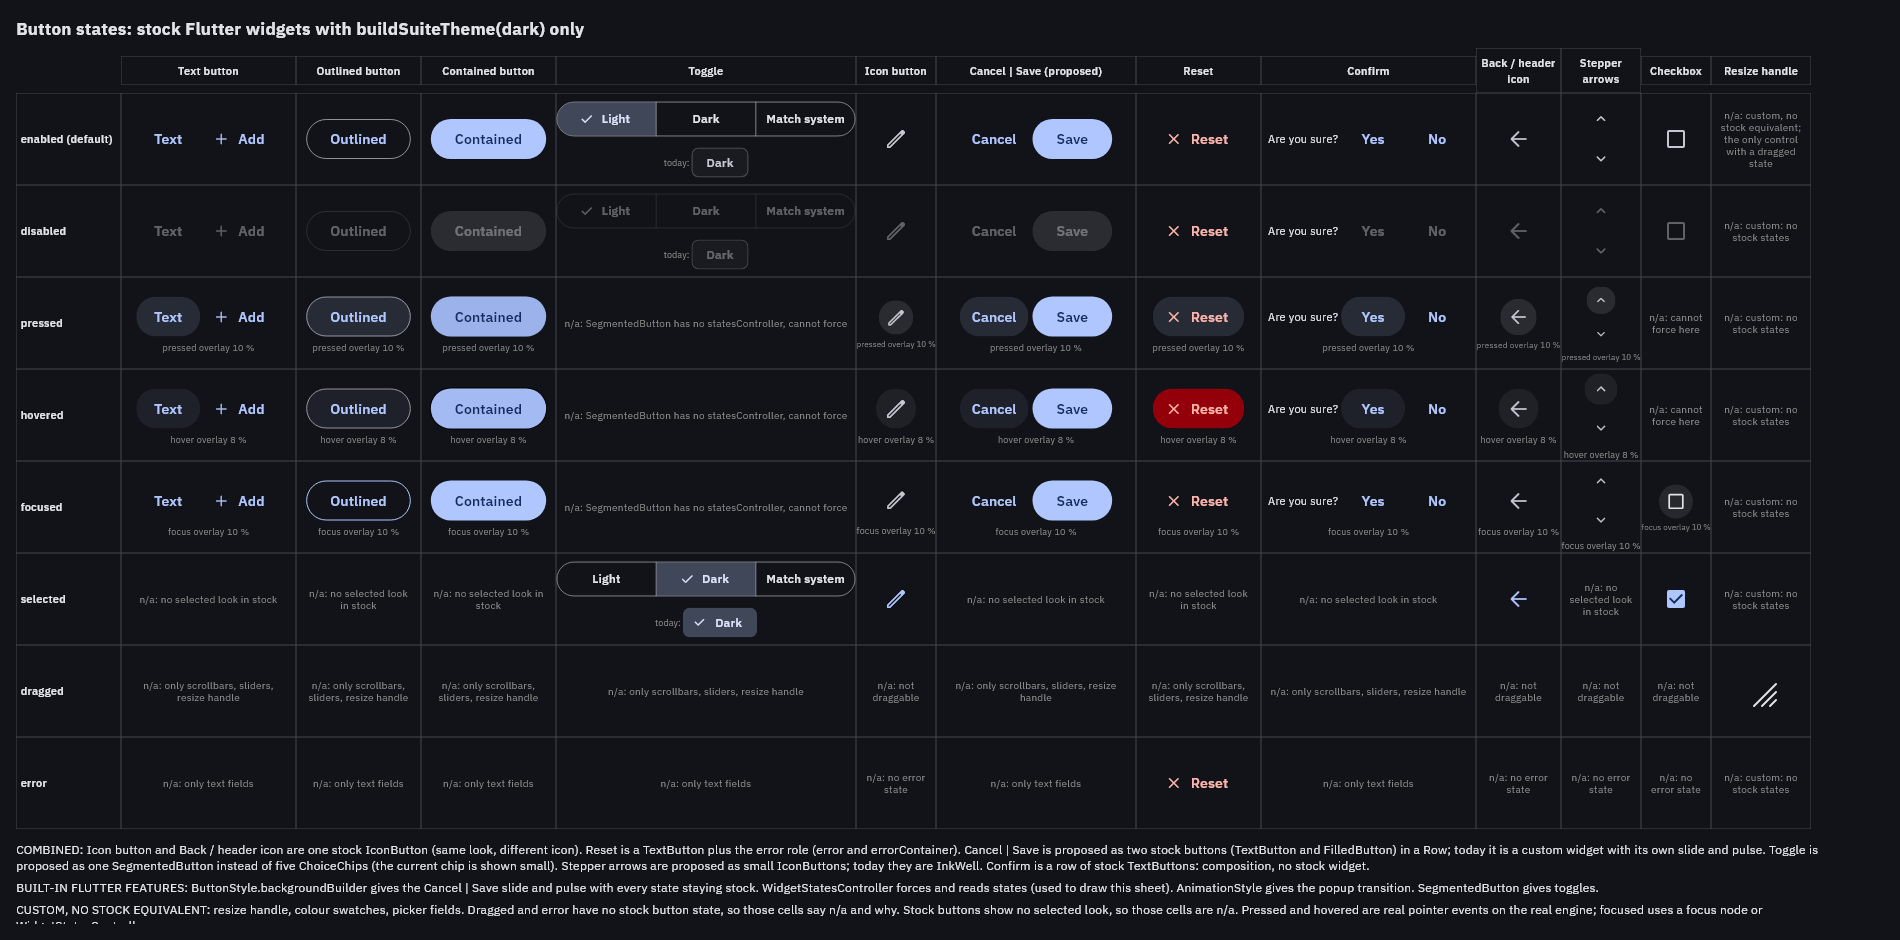 Button states: stock Flutter widgets with buildSuiteTheme(dark) only
Text button
Outlined button
Contained button
Toggle
Icon button
Cancel | Save (proposed)
Reset
Confirm
Back / header
icon
Stepper
arrows
Checkbox
Resize handle
enabled (default)
Text
Add
Outlined
Contained
Light
Dark
Match system
today:
Dark
Cancel
Save
Reset
Are you sure?
Yes
No
n/a: custom, no
stock equivalent;
the only control
with a dragged
state
disabled
Text
Add
Outlined
Contained
Light
Dark
Match system
today:
Dark
Cancel
Save
Reset
Are you sure?
Yes
No
n/a: custom: no
stock states
pressed
Text
Add
pressed overlay 10 %
Outlined
pressed overlay 10 %
Contained
pressed overlay 10 %
n/a: SegmentedButton has no statesController, cannot force
pressed overlay 10 %
Cancel
Save
pressed overlay 10 %
Reset
pressed overlay 10 %
Are you sure?
Yes
No
pressed overlay 10 %
pressed overlay 10 %
pressed overlay 10 %
n/a: cannot
force here
n/a: custom: no
stock states
hovered
Text
Add
hover overlay 8 %
Outlined
hover overlay 8 %
Contained
hover overlay 8 %
n/a: SegmentedButton has no statesController, cannot force
hover overlay 8 %
Cancel
Save
hover overlay 8 %
Reset
hover overlay 8 %
Are you sure?
Yes
No
hover overlay 8 %
hover overlay 8 %
hover overlay 8 %
n/a: cannot
force here
n/a: custom: no
stock states
focused
Text
Add
focus overlay 10 %
Outlined
focus overlay 10 %
Contained
focus overlay 10 %
n/a: SegmentedButton has no statesController, cannot force
focus overlay 10 %
Cancel
Save
focus overlay 10 %
Reset
focus overlay 10 %
Are you sure?
Yes
No
focus overlay 10 %
focus overlay 10 %
focus overlay 10 %
focus overlay 10 %
n/a: custom: no
stock states
selected
n/a: no selected look in stock
n/a: no selected look
in stock
n/a: no selected look in
stock
Light
Dark
Match system
today:
Dark
n/a: no selected look in stock
n/a: no selected look
in stock
n/a: no selected look in stock
n/a: no
selected look
in stock
n/a: custom: no
stock states
dragged
n/a: only scrollbars, sliders,
resize handle
n/a: only scrollbars,
sliders, resize handle
n/a: only scrollbars,
sliders, resize handle
n/a: only scrollbars, sliders, resize handle
n/a: not
draggable
n/a: only scrollbars, sliders, resize
handle
n/a: only scrollbars,
sliders, resize handle
n/a: only scrollbars, sliders, resize handle
n/a: not
draggable
n/a: not
draggable
n/a: not
draggable
error
n/a: only text fields
n/a: only text fields
n/a: only text fields
n/a: only text fields
n/a: no error
state
n/a: only text fields
Reset
n/a: only text fields
n/a: no error
state
n/a: no error
state
n/a: no
error state
n/a: custom: no
stock states
COMBINED: Icon button and Back / header icon are one stock IconButton (same look, different icon). Reset is a TextButton plus the error role (error and errorContainer). Cancel | Save is proposed as two stock buttons (TextButton and FilledButton) in a Row; today it is a custom widget with its own slide and pulse. Toggle is
proposed as one SegmentedButton instead of five ChoiceChips (the current chip is shown small). Stepper arrows are proposed as small IconButtons; today they are InkWell. Confirm is a row of stock TextButtons: composition, no stock widget.
BUILT-IN FLUTTER FEATURES: ButtonStyle.backgroundBuilder gives the Cancel | Save slide and pulse with every state staying stock. WidgetStatesController forces and reads states (used to draw this sheet). AnimationStyle gives the popup transition. SegmentedButton gives toggles.
CUSTOM, NO STOCK EQUIVALENT: resize handle, colour swatches, picker fields. Dragged and error have no stock button state, so those cells say n/a and why. Stock buttons show no selected look, so those cells are n/a. Pressed and hovered are real pointer events on the real engine; focused uses a focus node or